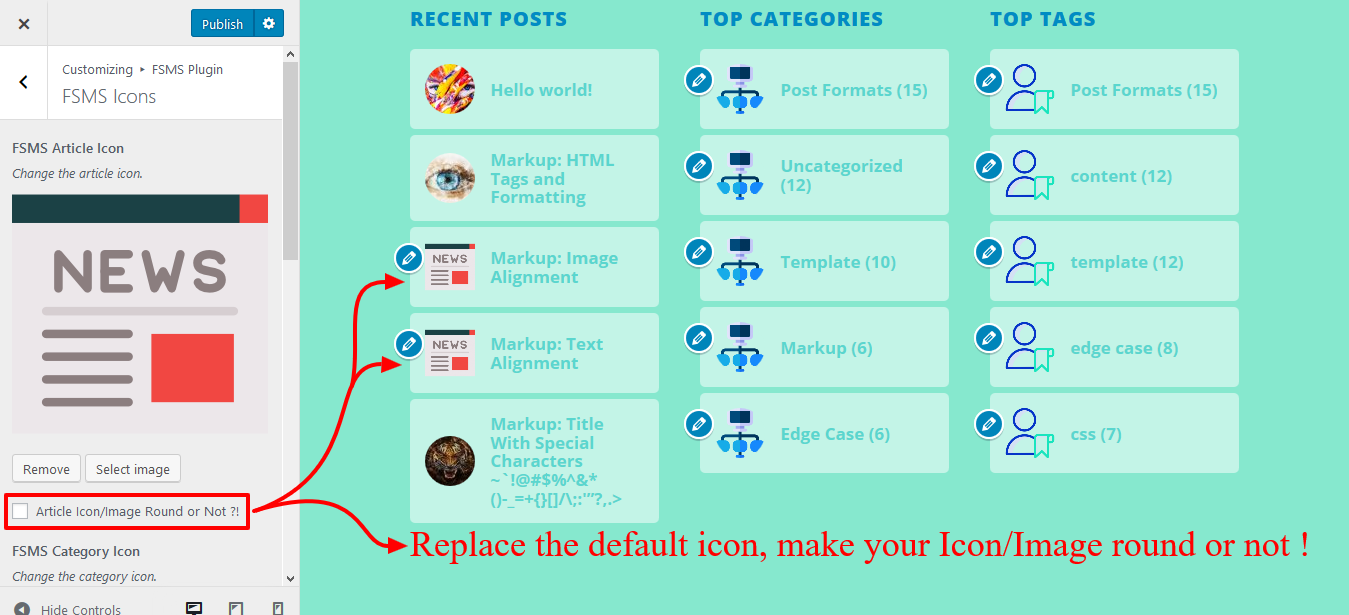 Publish
Customizing ▸ FSMS Plugin
FSMS Icons
FSMS Article Icon
Change the article icon.
NEWS
Remove
Select image
Article Icon/Image Round or Not ?!
FSMS Category Icon
Change the category icon.
Hide Controls
RECENT POSTS
Hello world!
Markup: HTML
Tags and
Formatting
NEWS
Markup: Image
Alignment
NEWS
Markup: Text
Alignment
Markup: Title
With Special
Characters
~`!@#$%^&*
()-_=+{}[]/\;:'"?,.>
TOP CATEGORIES
Post Formats (15)
Uncategorized
(12)
Template (10)
Markup (6)
Edge Case (6)
TOP TAGS
Post Formats (15)
content (12)
template (12)
edge case (8)
css (7)
Replace the default icon, make your Icon/Image round or not !